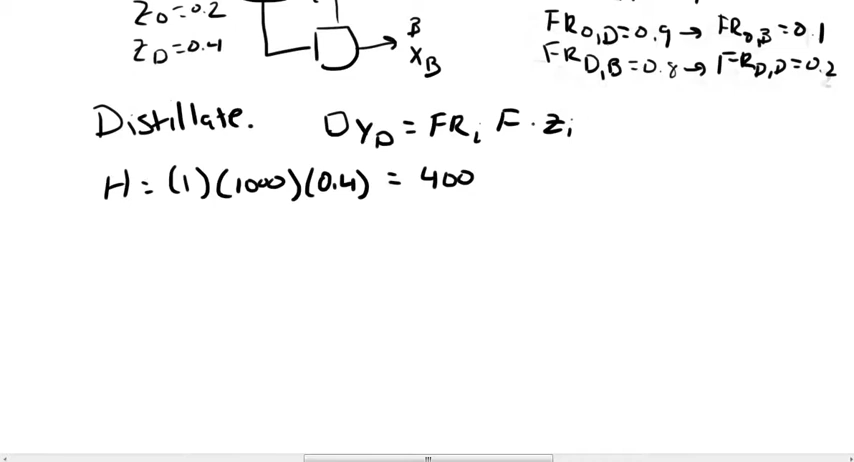 Z_O = 0.2
Z_D = 0.4
B
X_B
FR_O,D = 0.9 → FR_O,B = 0.1
FR_D,B = 0.8 → FR_D,D = 0.2
Distillate. D Y_D = FR_i F · Z_i
H = (1)(1000)(0.4) = 400